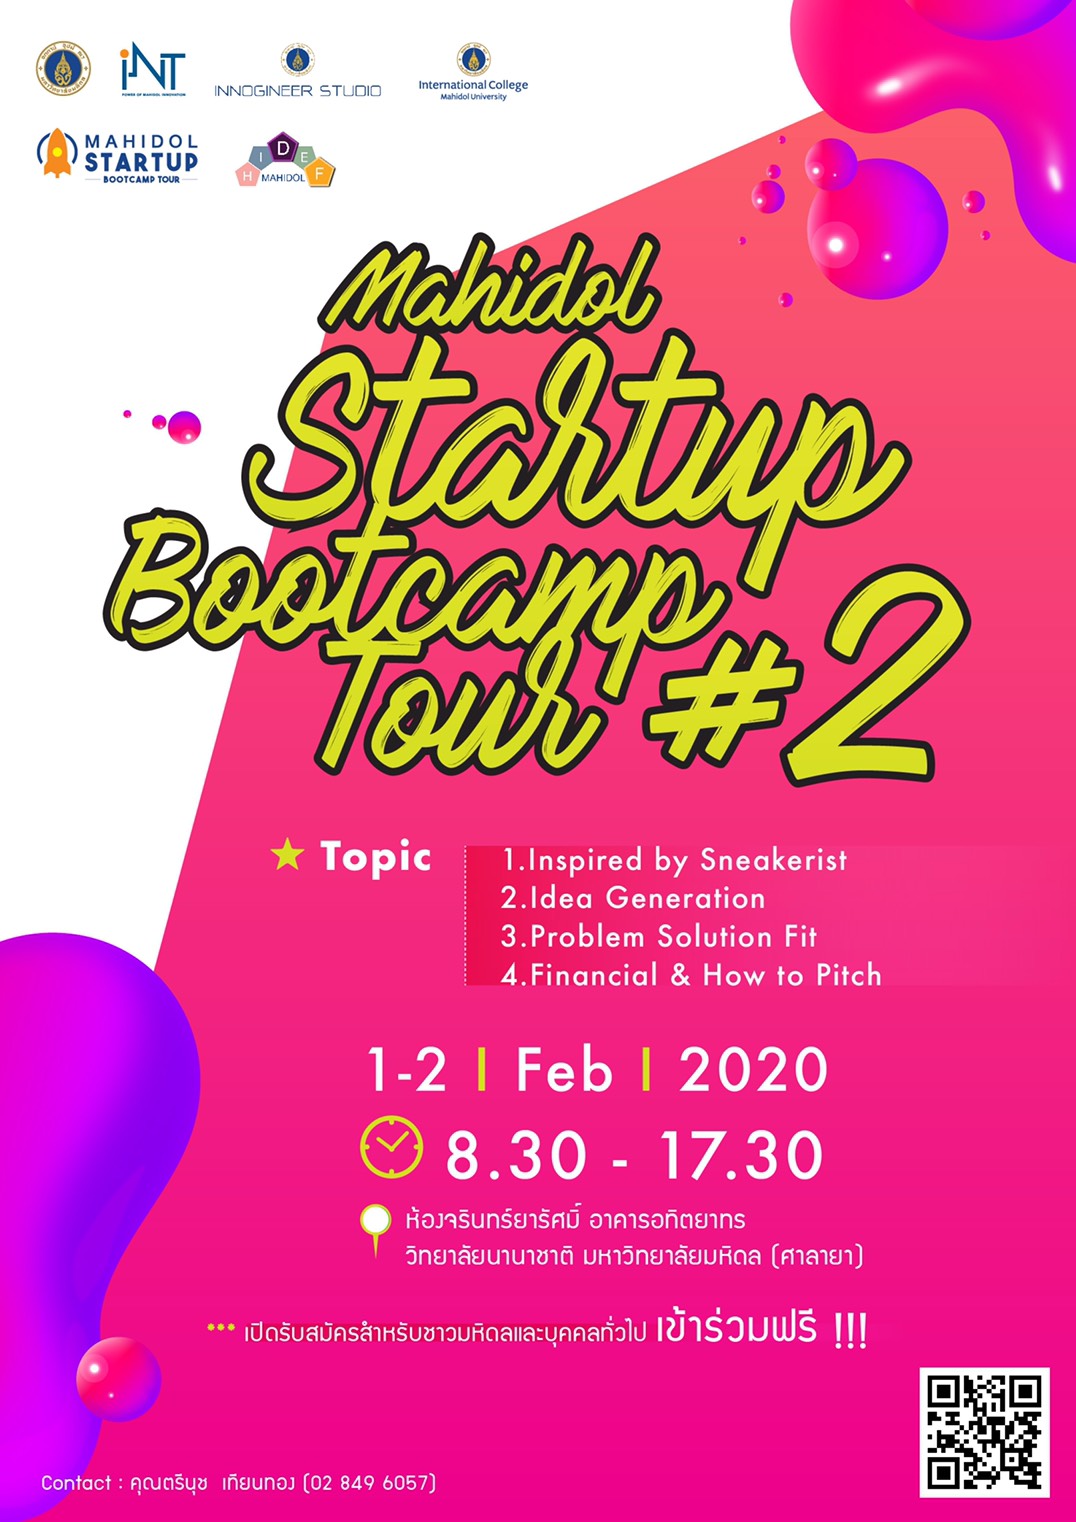 iNT
POWER OF MAHIDOL INNOVATION
INNOGINEER STUDIO
International College
Mahidol University
MAHIDOL
STARTUP
BOOTCAMP TOUR
HIDEF
MAHIDOL
Mahidol
Startup
Bootcamp
Tour #2
Topic
1.Inspired by Sneakerist
2.Idea Generation
3.Problem Solution Fit
4.Financial & How to Pitch
1-2 | Feb | 2020
8.30 - 17.30
ห้องจรินทร์ยารัศมิ์ อาคารอทิตยาทร
วิทยาลัยนานาชาติ มหาวิทยาลัยมหิดล (ศาลายา)
*** เปิดรับสมัครสำหรับชาวมหิดลและบุคคลทั่วไป เข้าร่วมฟรี !!!
Contact : คุณตรีนุช เทียนทอง (02 849 6057)